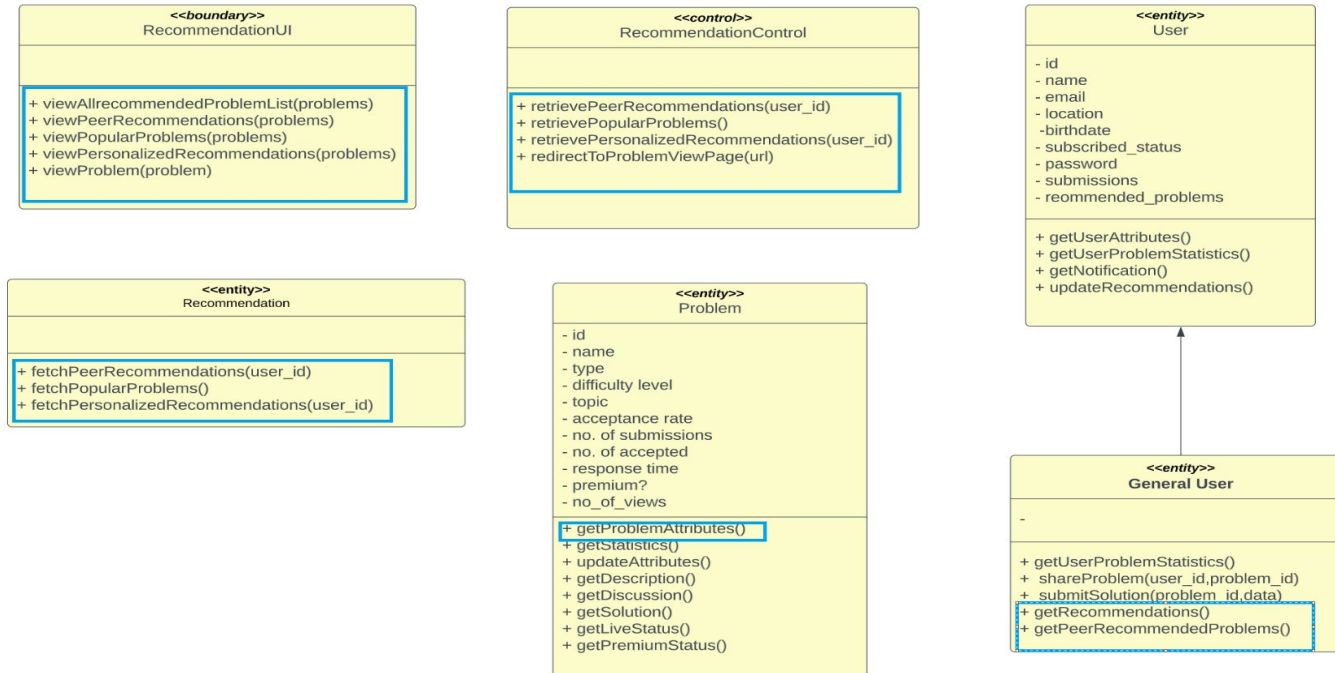 <<boundary>>
RecommendationUI
+ viewAllrecommendedProblemList(problems)
+ viewPeerRecommendations(problems)
+ viewPopularProblems(problems)
+ viewPersonalizedRecommendations(problems)
+ viewProblem(problem)
<<control>>
RecommendationControl
+ retrievePeerRecommendations(user_id)
+ retrievePopularProblems()
+ retrievePersonalizedRecommendations(user_id)
+ redirectToProblemViewPage(url)
<<entity>>
User
- id
- name
- email
- location
-birthdate
- subscribed_status
- password
- submissions
- reommended_problems
+ getUserAttributes()
+ getUserProblemStatistics()
+ getNotification()
+ updateRecommendations()
<<entity>>
Recommendation
+ fetchPeerRecommendations(user_id)
+ fetchPopularProblems()
+ fetchPersonalizedRecommendations(user_id)
<<entity>>
Problem
- id
- name
- type
- difficulty level
- topic
- acceptance rate
- no. of submissions
- no. of accepted
- response time
- premium?
- no_of_views
+ getProblemAttributes()
+ getStatistics()
+ updateAttributes()
+ getDescription()
+ getDiscussion()
+ getSolution()
+ getLiveStatus()
+ getPremiumStatus()
<<entity>>
General User
-
+ getUserProblemStatistics()
+ shareProblem(user_id,problem_id)
+ submitSolution(problem_id,data)
+ getRecommendations()
+ getPeerRecommendedProblems()